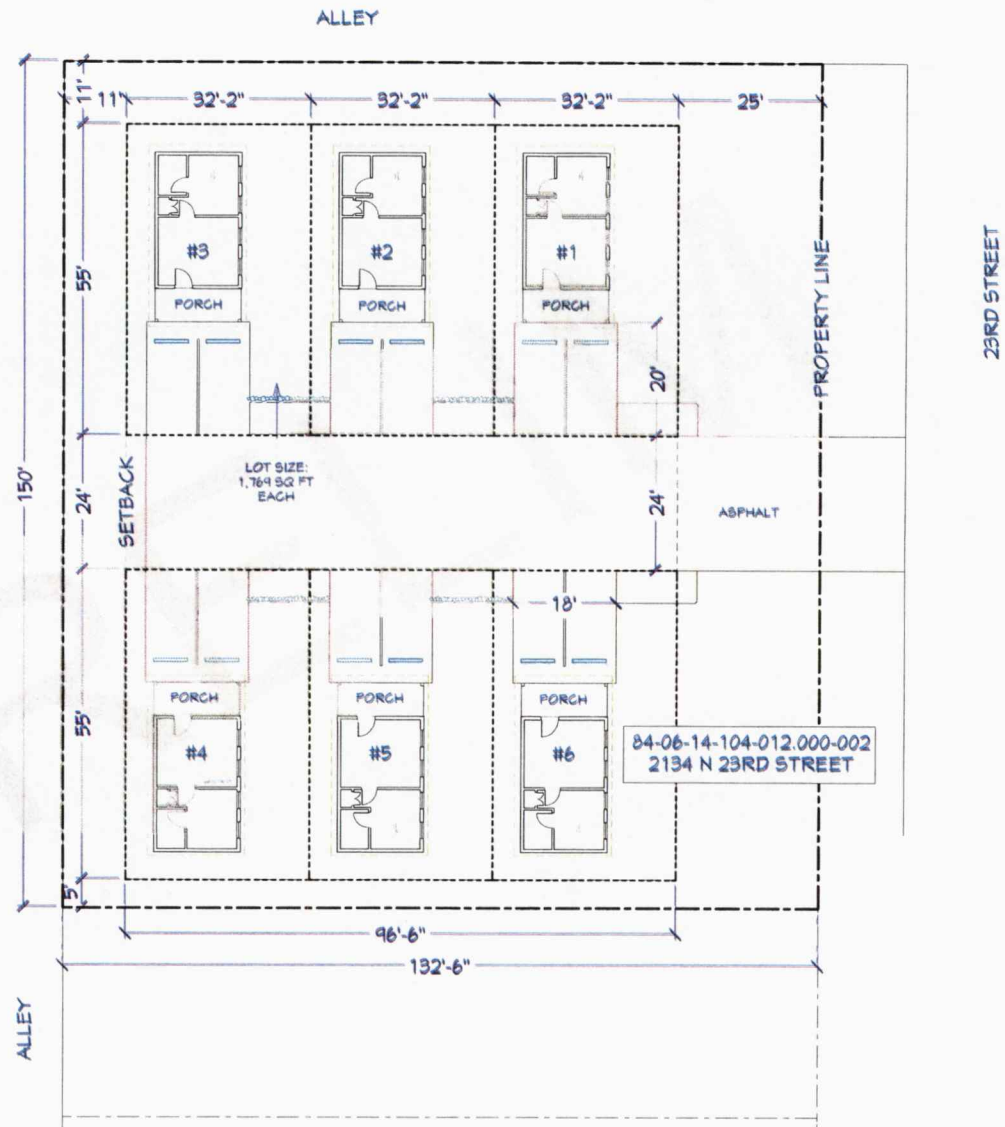 ALLEY
11' 32'-2" 32'-2" 32'-2" 25'
11'
#3 #2 #1
PORCH PORCH PORCH
55'
PROPERTY LINE
23RD STREET
20'
150'
SETBACK
24'
LOT SIZE:
1,769 SQ FT
EACH
24'
ASPHALT
18'
PORCH PORCH PORCH
#4 #5 #6
55'
84-06-14-104-012.000-002
2134 N 23RD STREET
5'
96'-6"
132'-6"
ALLEY